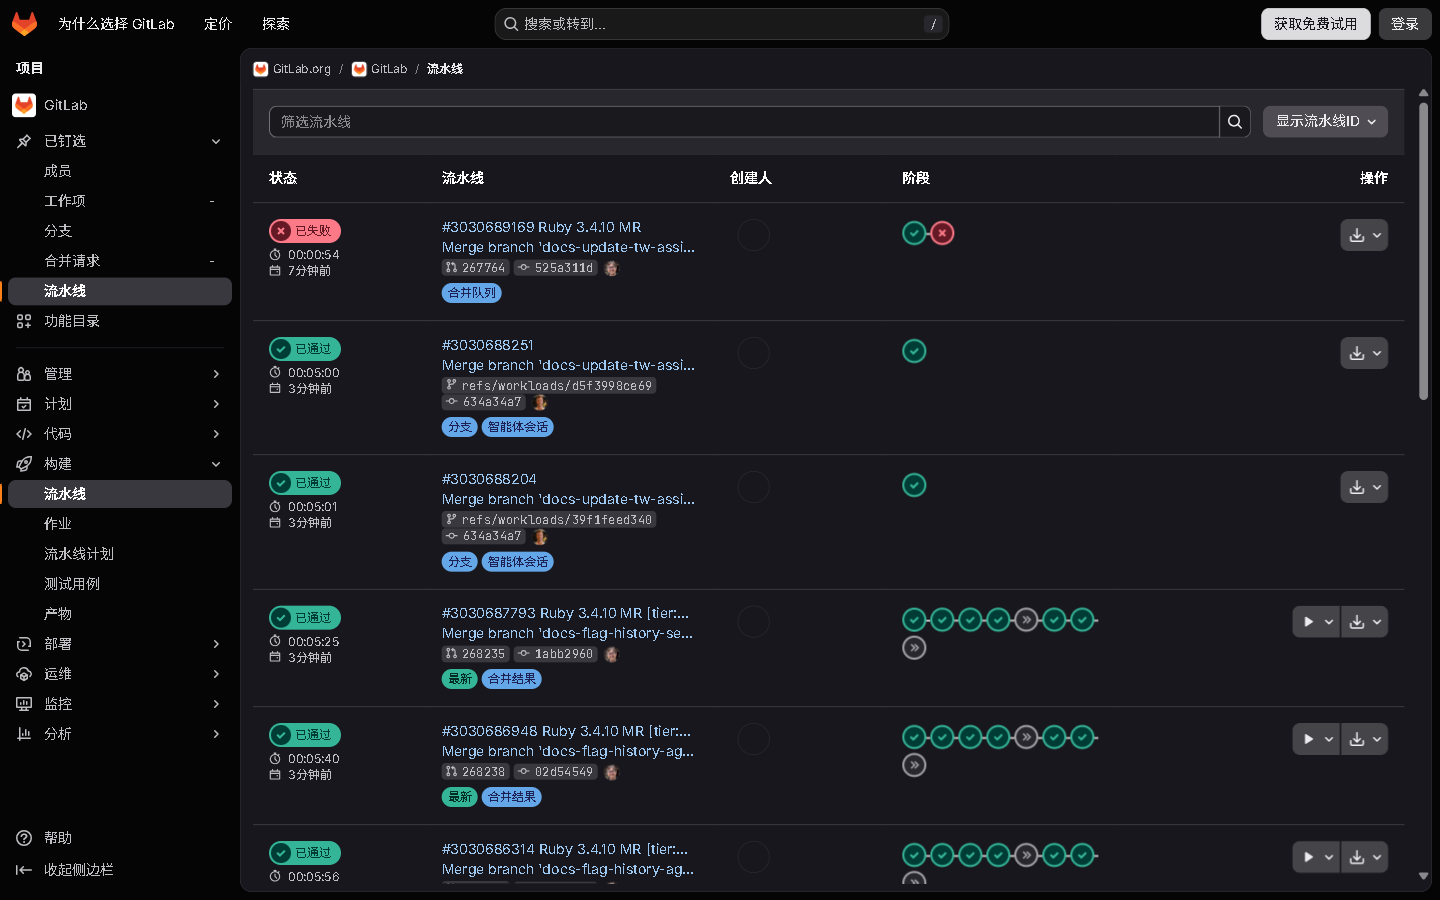 为什么选择 GitLab
定价
探索
搜索或转到...
/
获取免费试用
登录
项目
GitLab
已钉选
成员
工作项
-
分支
合并请求
-
流水线
功能目录
管理
计划
代码
构建
流水线
作业
流水线计划
测试用例
产物
部署
运维
监控
分析
帮助
收起侧边栏
GitLab.org / GitLab / 流水线
筛选流水线
显示流水线ID
状态
流水线
创建人
阶段
操作
已失败
00:00:54
7分钟前
#3030689169 Ruby 3.4.10 MR
Merge branch 'docs-update-tw-assi...
267764 525a311d
合并队列
已通过
00:05:00
3分钟前
#3030688251
Merge branch 'docs-update-tw-assi...
refs/workloads/d5f3998ce69
634a34a7
分支 智能体会话
已通过
00:05:01
3分钟前
#3030688204
Merge branch 'docs-update-tw-assi...
refs/workloads/39f1feed340
634a34a7
分支 智能体会话
已通过
00:05:25
3分钟前
#3030687793 Ruby 3.4.10 MR [tier:...
Merge branch 'docs-flag-history-se...
268235 1abb2960
最新 合并结果
已通过
00:05:40
3分钟前
#3030686948 Ruby 3.4.10 MR [tier:...
Merge branch 'docs-flag-history-ag...
268238 02d54549
最新 合并结果
已通过
00:05:56
#3030686314 Ruby 3.4.10 MR [tier:...
Merge branch 'docs-flag-history-ag...